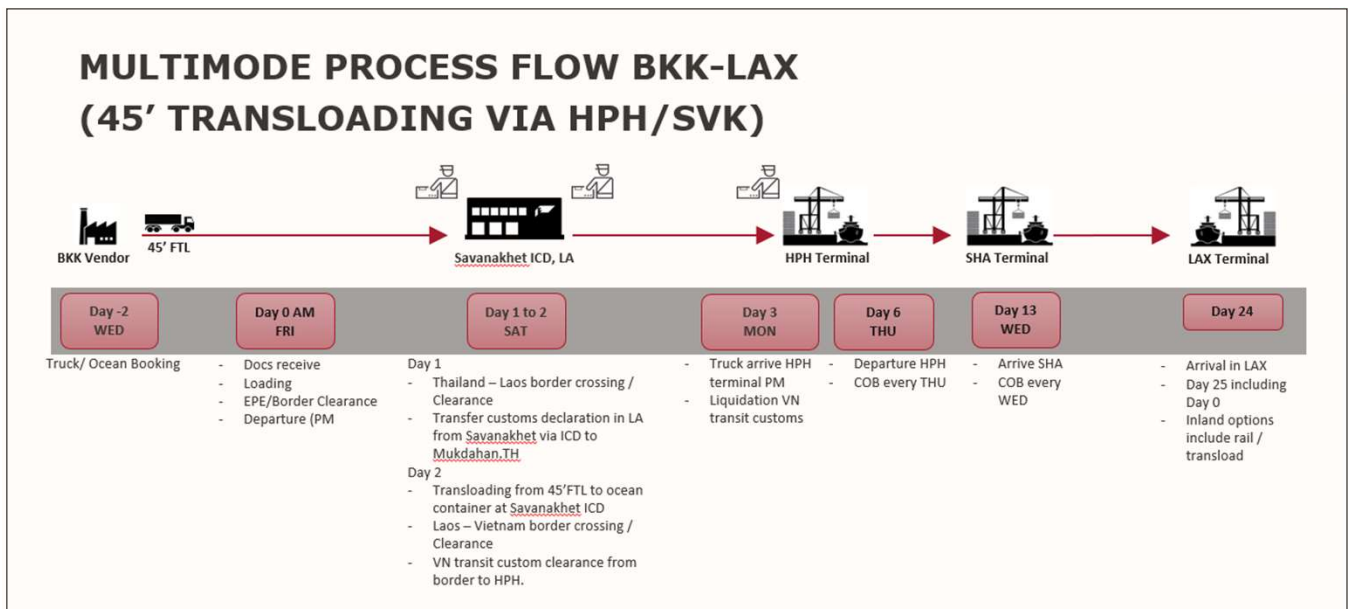 MULTIMODE PROCESS FLOW BKK-LAX
(45’ TRANSLOADING VIA HPH/SVK)
BKK Vendor
45’ FTL
Savanakhet ICD, LA
HPH Terminal
SHA Terminal
LAX Terminal
Day -2
WED
Truck/ Ocean Booking
Day 0 AM
FRI
- Docs receive
- Loading
- EPE/Border Clearance
- Departure (PM
Day 1 to 2
SAT
Day 1
- Thailand – Laos border crossing /
Clearance
- Transfer customs declaration in LA
from Savanakhet via ICD to
Mukdahan.TH
Day 2
- Transloading from 45’FTL to ocean
container at Savanakhet ICD
- Laos – Vietnam border crossing /
Clearance
- VN transit custom clearance from
border to HPH.
Day 3
MON
- Truck arrive HPH
terminal PM
- Liquidation VN
transit customs
Day 6
THU
- Departure HPH
- COB every THU
Day 13
WED
- Arrive SHA
- COB every
WED
Day 24
- Arrival in LAX
- Day 25 including
Day 0
- Inland options
include rail /
transload